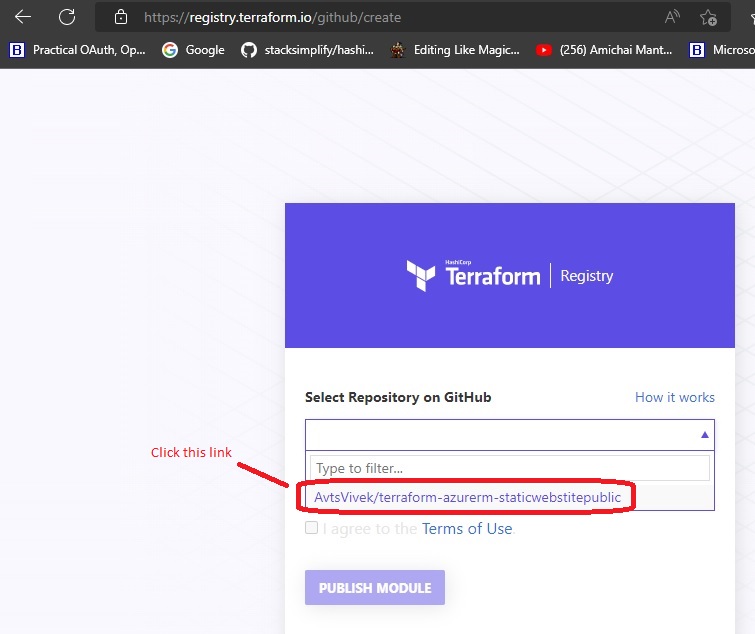 https://registry.terraform.io/github/create
Practical OAuth, Op...
Google
stacksimplify/hashi...
Editing Like Magic...
(256) Amichai Mant...
Microso
HashiCorp
Terraform
Registry
Select Repository on GitHub
How it works
Click this link
Type to filter...
AvtsVivek/terraform-azurerm-staticwebstitepublic
I agree to the Terms of Use.
PUBLISH MODULE